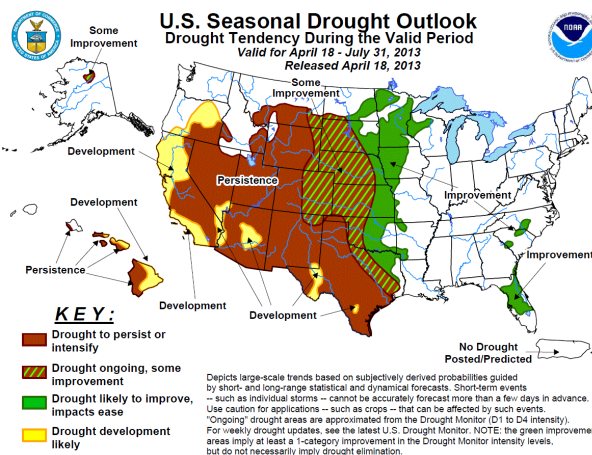 U.S. Seasonal Drought Outlook
Drought Tendency During the Valid Period
Valid for April 18 - July 31, 2013
Released April 18, 2013
NOAA
Some
Improvement
Some
Improvement
Development
Persistence
Development
Improvement
Persistence
Improvement
Development
Development
No Drought
Posted/Predicted
KEY:
Drought to persist or
intensify
Drought ongoing, some
improvement
Drought likely to improve,
impacts ease
Drought development
likely
Depicts large-scale trends based on subjectively derived probabilities guided
by short- and long-range statistical and dynamical forecasts. Short-term events
-- such as individual storms -- cannot be accurately forecast more than a few days in advance.
Use caution for applications -- such as crops -- that can be affected by such events.
"Ongoing" drought areas are approximated from the Drought Monitor (D1 to D4 intensity).
For weekly drought updates, see the latest U.S. Drought Monitor. NOTE: the green improveme
areas imply at least a 1-category improvement in the Drought Monitor intensity levels,
but do not necessarily imply drought elimination.